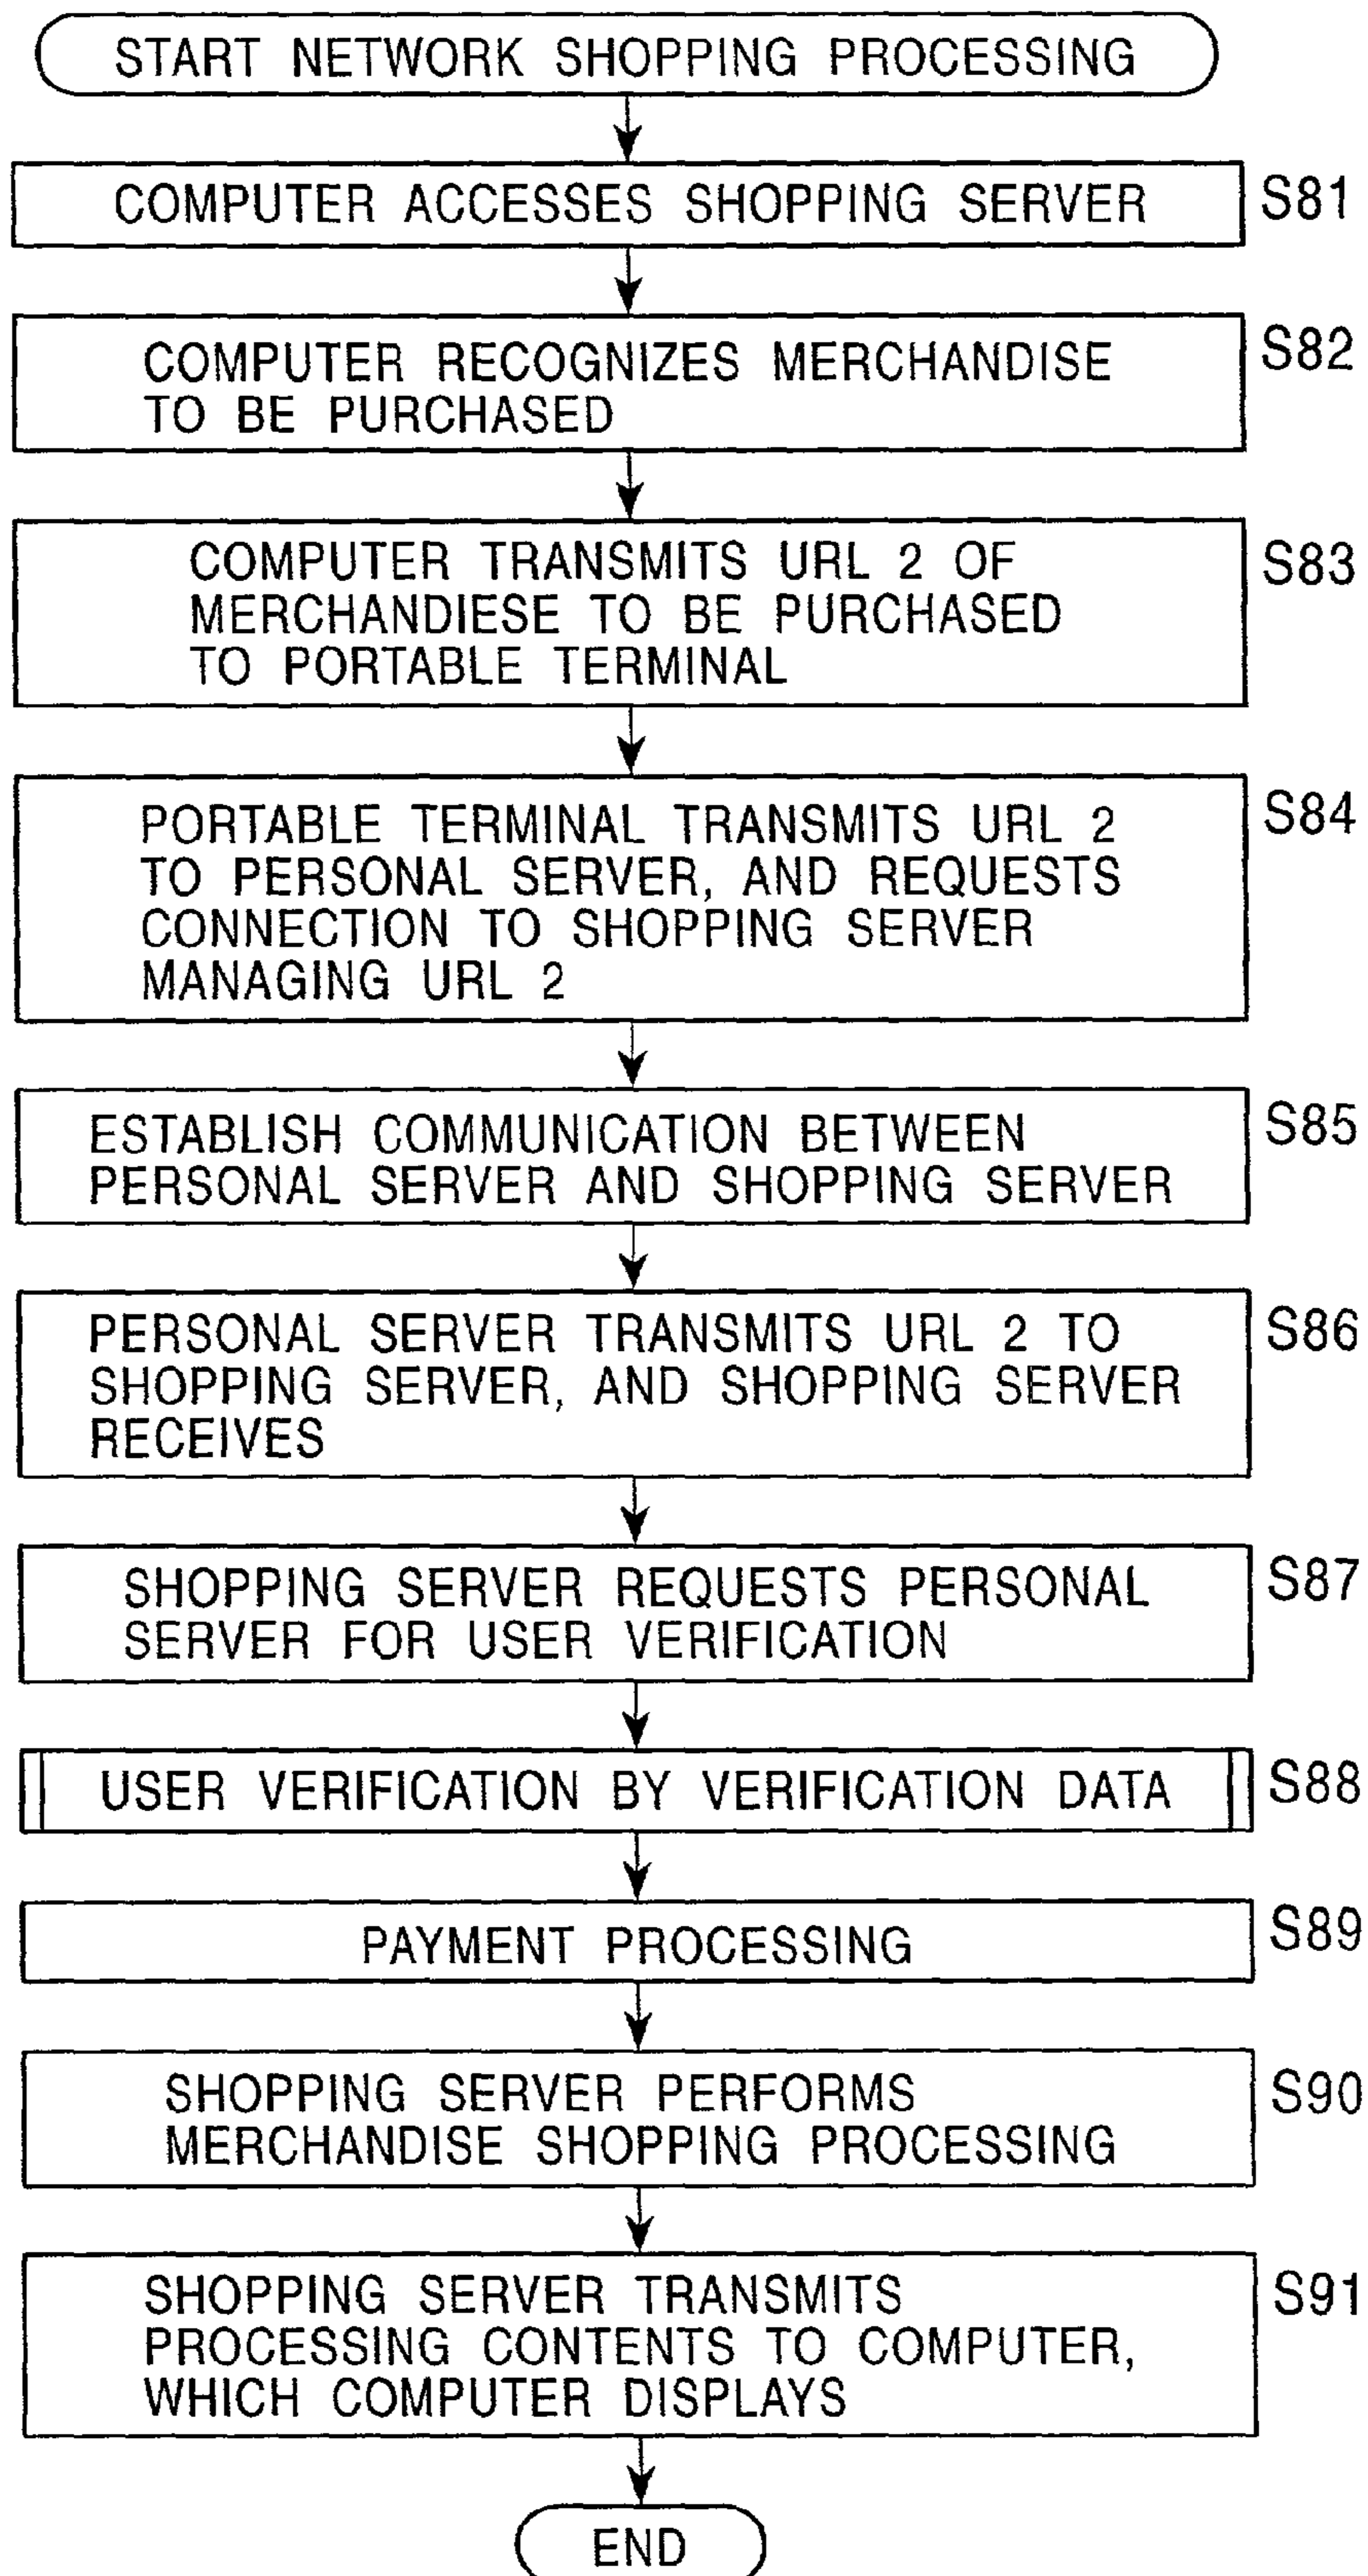 START NETWORK SHOPPING PROCESSING
COMPUTER ACCESSES SHOPPING SERVER
S81
COMPUTER RECOGNIZES MERCHANDISE
TO BE PURCHASED
S82
COMPUTER TRANSMITS URL 2 OF
MERCHANDIESE TO BE PURCHASED
TO PORTABLE TERMINAL
S83
PORTABLE TERMINAL TRANSMITS URL 2
TO PERSONAL SERVER, AND REQUESTS
CONNECTION TO SHOPPING SERVER
MANAGING URL 2
S84
ESTABLISH COMMUNICATION BETWEEN
PERSONAL SERVER AND SHOPPING SERVER
S85
PERSONAL SERVER TRANSMITS URL 2 TO
SHOPPING SERVER, AND SHOPPING SERVER
RECEIVES
S86
SHOPPING SERVER REQUESTS PERSONAL
SERVER FOR USER VERIFICATION
S87
USER VERIFICATION BY VERIFICATION DATA
S88
PAYMENT PROCESSING
S89
SHOPPING SERVER PERFORMS
MERCHANDISE SHOPPING PROCESSING
S90
SHOPPING SERVER TRANSMITS
PROCESSING CONTENTS TO COMPUTER,
WHICH COMPUTER DISPLAYS
S91
END